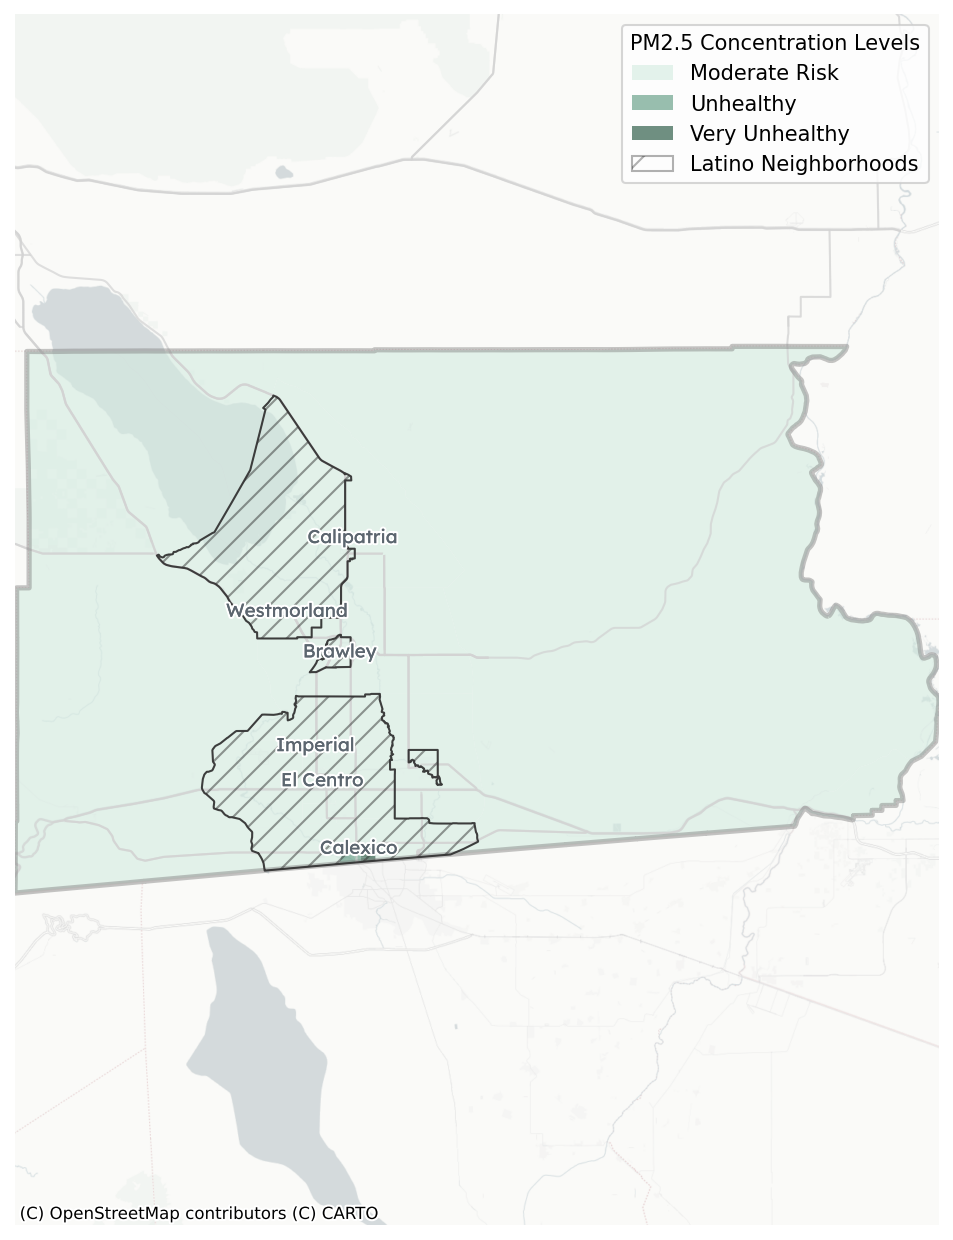 PM2.5 Concentration Levels
Moderate Risk
Unhealthy
Very Unhealthy
Latino Neighborhoods
Calipatria
Westmorland
Brawley
Imperial
El Centro
Calexico
(C) OpenStreetMap contributors (C) CARTO